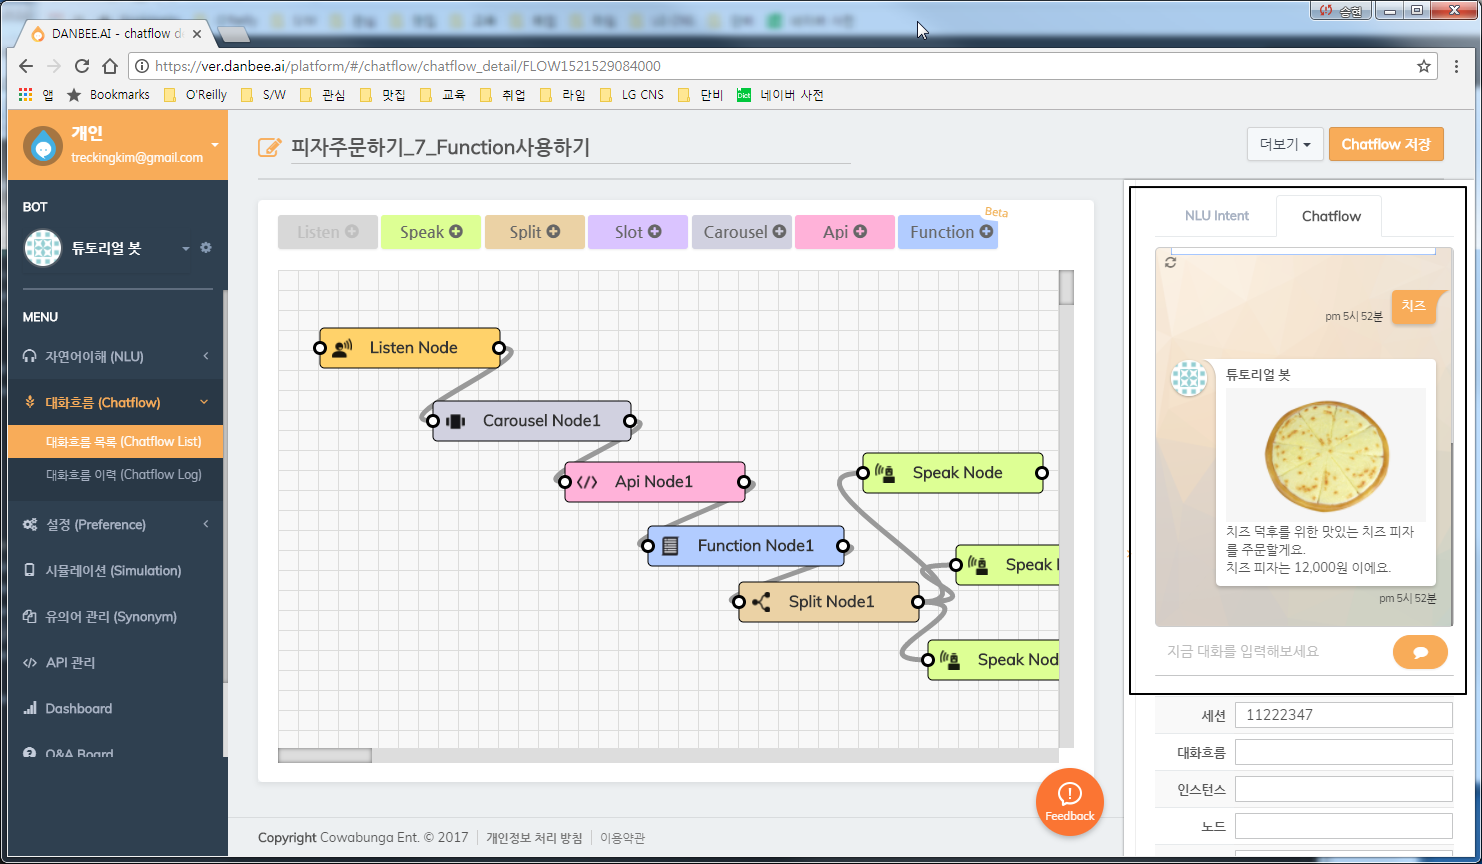 송현
DANBEE.AI - chatflow d
https://ver.danbee.ai/platform/#/chatflow/chatflow_detail/FLOW1521529084000
앱 Bookmarks O'Reilly S/W 관심 맛집 교육 취업 라임 LG CNS 단비 Dict 네이버 사전
개인
treckingkim@gmail.com
BOT
튜토리얼 봇
MENU
자연어이해 (NLU)
대화흐름 (Chatflow)
대화흐름 목록 (Chatflow List)
대화흐름 이력 (Chatflow Log)
설정 (Preference)
시뮬레이션 (Simulation)
유의어 관리 (Synonym)
API 관리
Dashboard
Q&A Board
피자주문하기_7_Function사용하기
더보기
Chatflow 저장
Beta
Listen Speak Split Slot Carousel Api Function
Listen Node
Carousel Node1
Api Node1
Function Node1
Split Node1
Speak Node
Speak
Speak Nod
Feedback
Copyright Cowabunga Ent. © 2017 개인정보 처리 방침 이용약관
NLU Intent Chatflow
치즈
pm 5시 52분
튜토리얼 봇
치즈 덕후를 위한 맛있는 치즈 피자
를 주문할게요.
치즈 피자는 12,000원 이에요.
pm 5시 52분
지금 대화를 입력해보세요
세션 11222347
대화흐름
인스턴스
노드